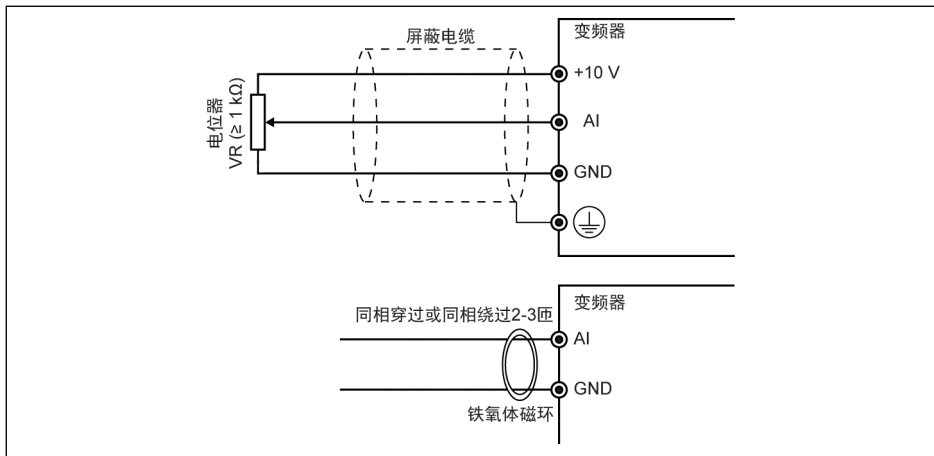 屏蔽电缆
变频器
+10 V
AI
GND
电位器
VR (≥ 1 kΩ)
变频器
同相穿过或同相绕过2-3匝
AI
GND
铁氧体磁环